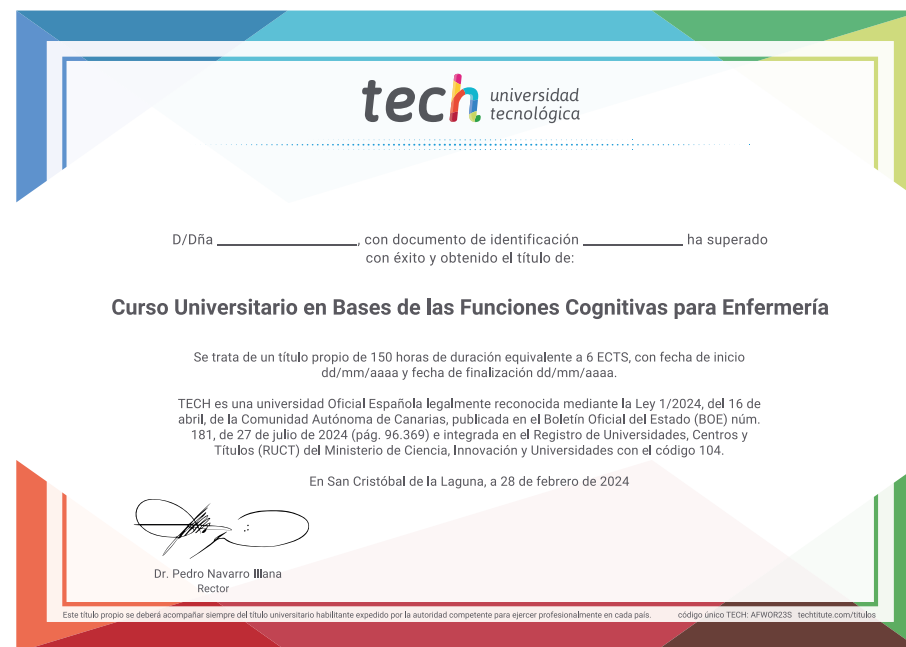 tech universidad
tecnológica
D/Dña ____________________, con documento de identificación ______________ ha superado
con éxito y obtenido el título de:
Curso Universitario en Bases de las Funciones Cognitivas para Enfermería
Se trata de un título propio de 150 horas de duración equivalente a 6 ECTS, con fecha de inicio
dd/mm/aaaa y fecha de finalización dd/mm/aaaa.
TECH es una universidad Oficial Española legalmente reconocida mediante la Ley 1/2024, del 16 de
abril, de la Comunidad Autónoma de Canarias, publicada en el Boletín Oficial del Estado (BOE) núm.
181, de 27 de julio de 2024 (pág. 96.369) e integrada en el Registro de Universidades, Centros y
Títulos (RUCT) del Ministerio de Ciencia, Innovación y Universidades con el código 104.
En San Cristóbal de la Laguna, a 28 de febrero de 2024
Dr. Pedro Navarro Illana
Rector
Este título propio se deberá acompañar siempre del título universitario habilitante expedido por la autoridad competente para ejercer profesionalmente en cada país. código único TECH: AFWOR23S techtitute.com/titulos